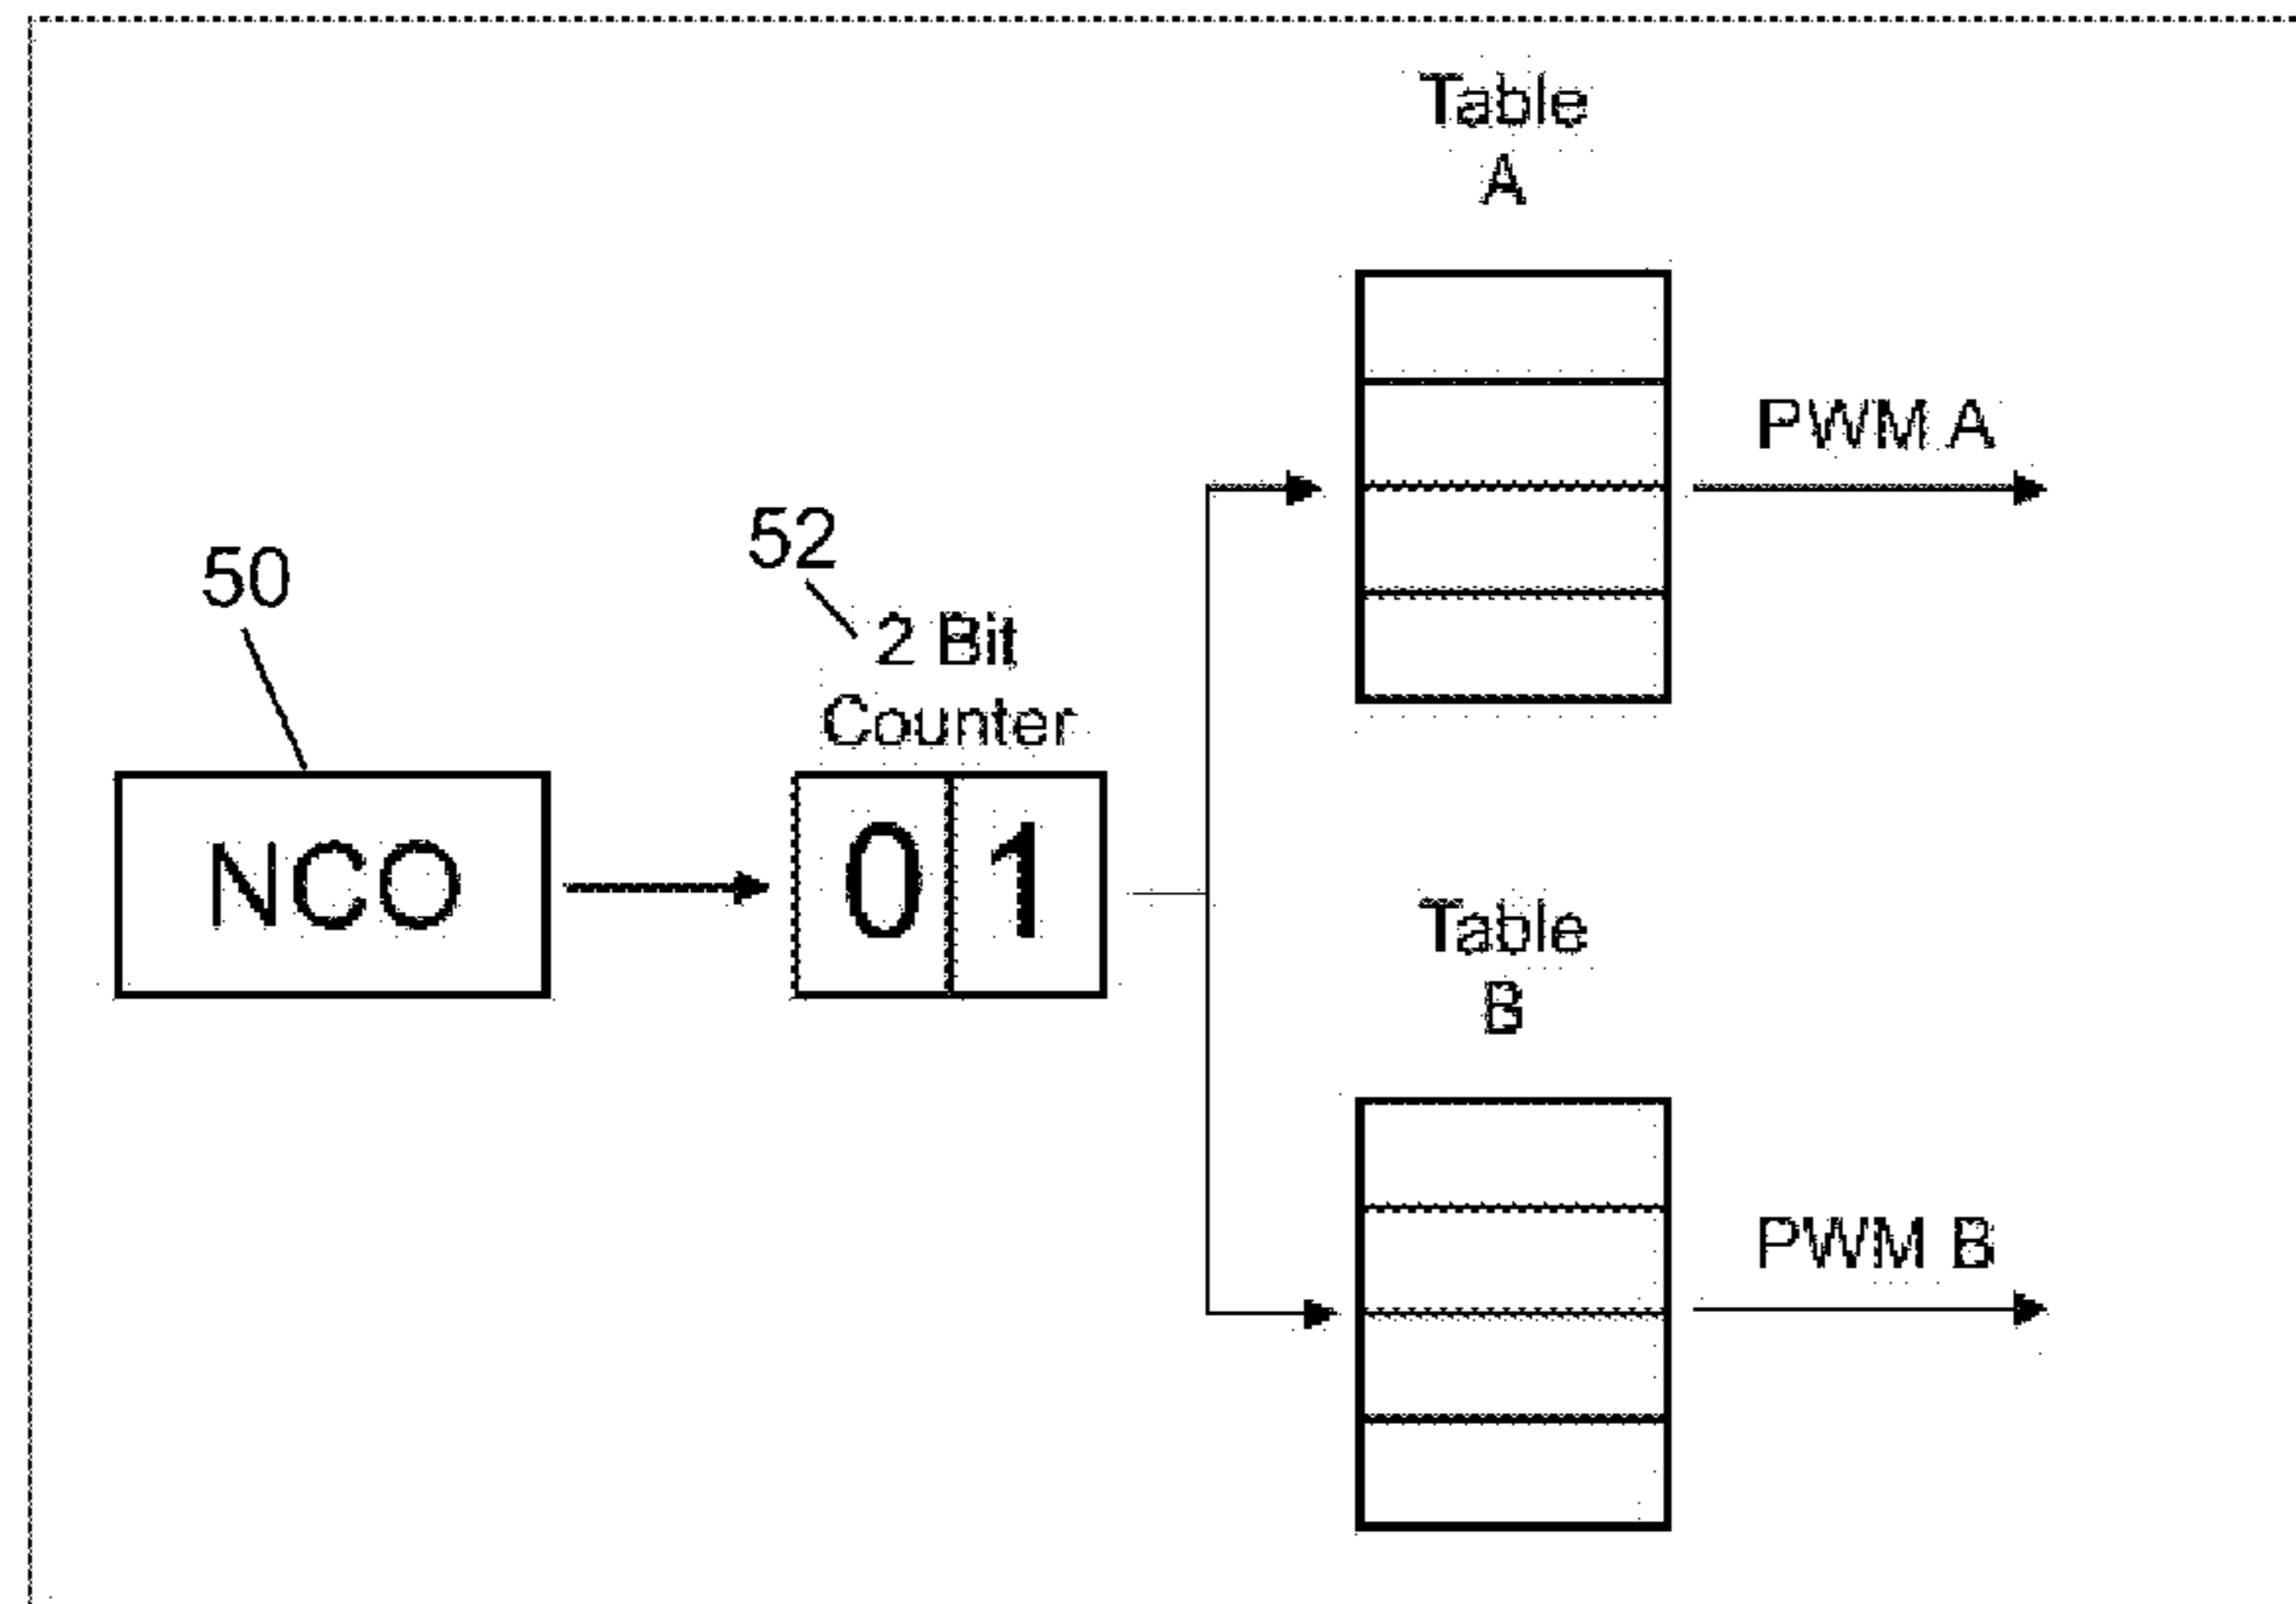 Table
A
PWM A
50
52
2 Bit
Counter
NCO
0 1
Table
B
PWM B